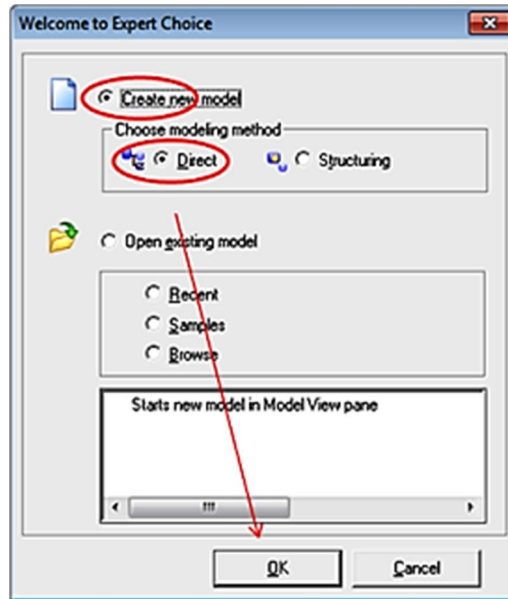 Welcome to Expert Choice
Create new model
Choose modeling method
Direct
Structuring
Open existing model
Recent
Samples
Browse
Starts new model in Model View pane
OK
Cancel